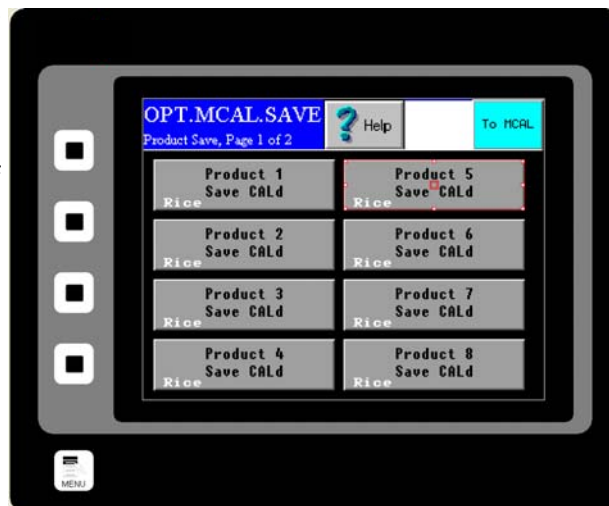 OPT.MCAL.SAVE
Product Save, Page 1 of 2
? Help
To MCAL
Product 1
Save CALd
Rice
Product 5
Save CALd
Rice
Product 2
Save CALd
Rice
Product 6
Save CALd
Rice
Product 3
Save CALd
Rice
Product 7
Save CALd
Rice
Product 4
Save CALd
Rice
Product 8
Save CALd
Rice
MENU